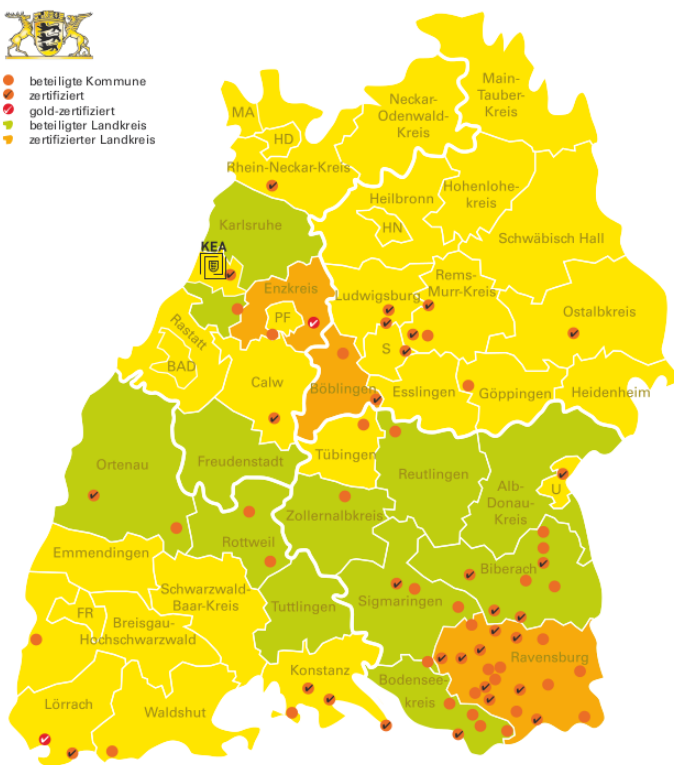 beteiligte Kommune
zertifiziert
gold-zertifiziert
beteiligter Landkreis
zertifizierter Landkreis
Main-
Tauber-
Kreis
Neckar-
Odenwald-
Kreis
MA
HD
Rhein-Neckar-Kreis
Heilbronn
HN
Hohenlohe-
kreis
Schwäbisch Hall
Karlsruhe
KEA
Enzkreis
PF
Ludwigsburg
Rems-
Murr-Kreis
Ostalbkreis
Rastatt
BAD
S
Calw
Böblingen
Esslingen
Göppingen
Heidenheim
Ortenau
Freudenstadt
Tübingen
Reutlingen
Alb-
Donau-
Kreis
U
Zollernalbkreis
Rottweil
Emmendingen
Biberach
Schwarzwald-
Baar-Kreis
Tuttlingen
Sigmaringen
FR
Breisgau-
Hochschwarzwald
Konstanz
Ravensburg
Bodensee-
kreis
Lörrach
Waldshut